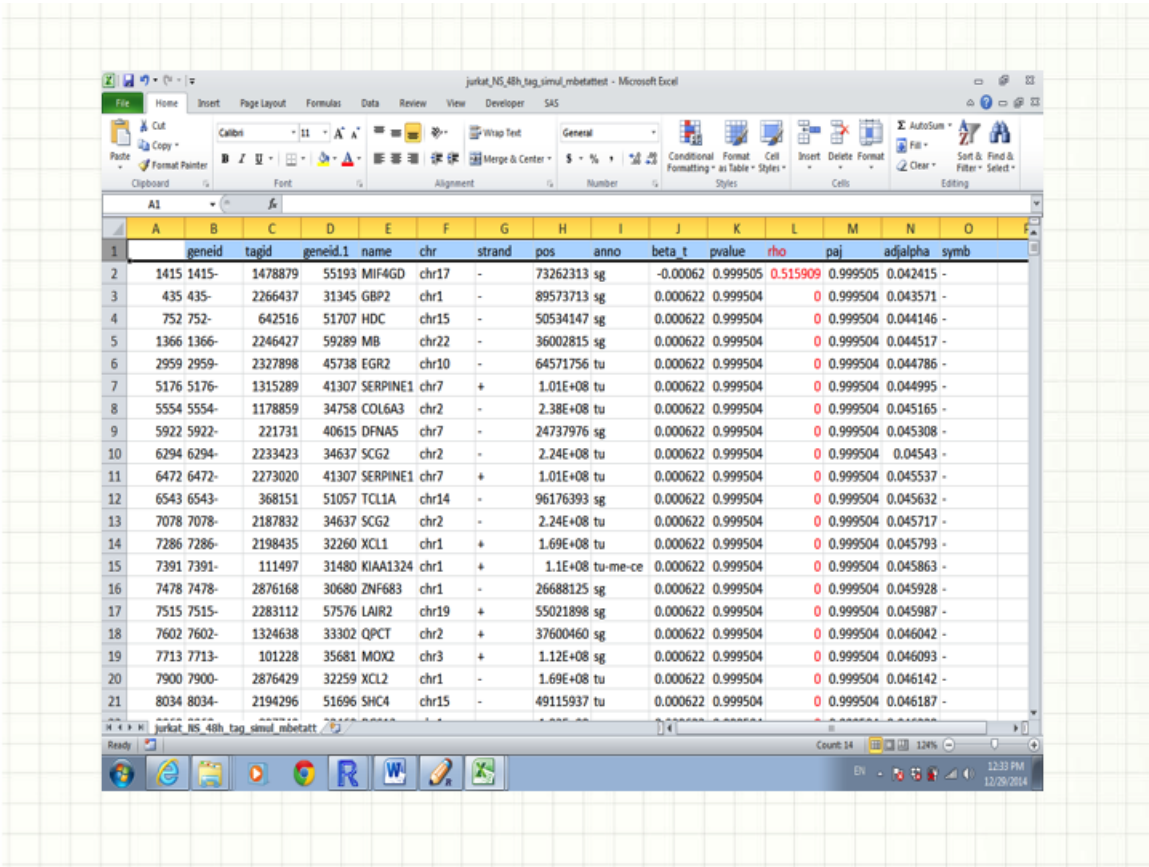 jurkat_NS_48h_tag_simul_mbetattest - Microsoft Excel
File Home Insert Page Layout Formulas Data Review View Developer SAS
Paste Cut Copy Format Painter Clipboard
Calibri 11 A A B I U Font
Wrap Text Merge & Center Alignment
General $ % , Number
Conditional Formatting Format as Table Cell Styles Styles
Insert Delete Format Cells
Σ AutoSum Fill Clear Sort & Filter Find & Select Editing
A1 fx
A B C D E F G H I J K L M N O
1 geneid tagid geneid.1 name chr strand pos anno beta_t pvalue rho paj adjalpha symb
2 1415 1415- 1478879 55193 MIF4GD chr17 - 73262313 sg -0.00062 0.999505 0.515909 0.999505 0.042415 -
3 435 435- 2266437 31345 GBP2 chr1 - 89573713 sg 0.000622 0.999504 0 0.999504 0.043571 -
4 752 752- 642516 51707 HDC chr15 - 50534147 sg 0.000622 0.999504 0 0.999504 0.044146 -
5 1366 1366- 2246427 59289 MB chr22 - 36002815 sg 0.000622 0.999504 0 0.999504 0.044517 -
6 2959 2959- 2327898 45738 EGR2 chr10 - 64571756 tu 0.000622 0.999504 0 0.999504 0.044786 -
7 5176 5176- 1315289 41307 SERPINE1 chr7 + 1.01E+08 tu 0.000622 0.999504 0 0.999504 0.044995 -
8 5554 5554- 1178859 34758 COL6A3 chr2 - 2.38E+08 tu 0.000622 0.999504 0 0.999504 0.045165 -
9 5922 5922- 221731 40615 DFNA5 chr7 - 24737976 sg 0.000622 0.999504 0 0.999504 0.045308 -
10 6294 6294- 2233423 34637 SCG2 chr2 - 2.24E+08 tu 0.000622 0.999504 0 0.999504 0.04543 -
11 6472 6472- 2273020 41307 SERPINE1 chr7 + 1.01E+08 tu 0.000622 0.999504 0 0.999504 0.045537 -
12 6543 6543- 368151 51057 TCL1A chr14 - 96176393 sg 0.000622 0.999504 0 0.999504 0.045632 -
13 7078 7078- 2187832 34637 SCG2 chr2 - 2.24E+08 tu 0.000622 0.999504 0 0.999504 0.045717 -
14 7286 7286- 2198435 32260 XCL1 chr1 + 1.69E+08 tu 0.000622 0.999504 0 0.999504 0.045793 -
15 7391 7391- 111497 31480 KIAA1324 chr1 + 1.1E+08 tu-me-ce 0.000622 0.999504 0 0.999504 0.045863 -
16 7478 7478- 2876168 30680 ZNF683 chr1 - 26688125 sg 0.000622 0.999504 0 0.999504 0.045928 -
17 7515 7515- 2283112 57576 LAIR2 chr19 + 55021898 sg 0.000622 0.999504 0 0.999504 0.045987 -
18 7602 7602- 1324638 33302 QPCT chr2 + 37600460 sg 0.000622 0.999504 0 0.999504 0.046042 -
19 7713 7713- 101228 35681 MOX2 chr3 + 1.12E+08 sg 0.000622 0.999504 0 0.999504 0.046093 -
20 7900 7900- 2876429 32259 XCL2 chr1 - 1.69E+08 tu 0.000622 0.999504 0 0.999504 0.046142 -
21 8034 8034- 2194296 51696 SHC4 chr15 - 49115937 tu 0.000622 0.999504 0 0.999504 0.046187 -
jurkat_NS_48h_tag_simul_mbetatt
Ready Count: 14 124%
EN 12:33 PM
12/29/2014